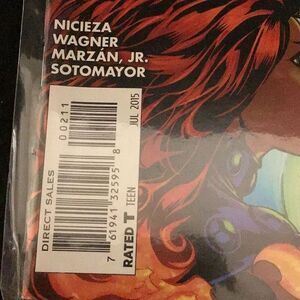 NICIEZA
WAGNER
MARZÁN, JR.
SOTOMAYOR
00211
DIRECT SALES
7 61941 32595 8
RATED T TEEN
JUL 2015